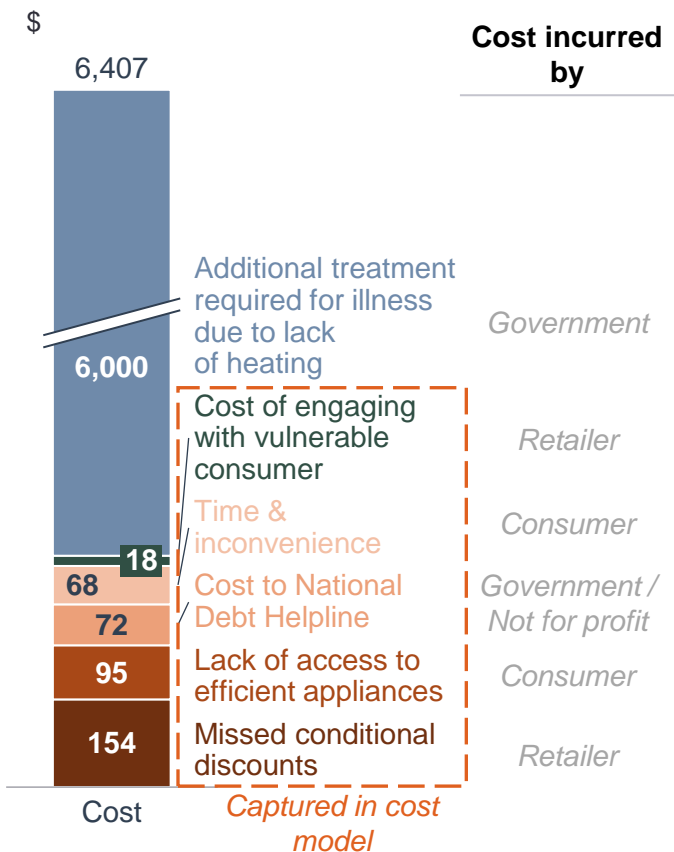 $
Cost incurred
by
6,407
Additional treatment
required for illness
due to lack
of heating
Government
6,000
Cost of engaging
with vulnerable
consumer
Retailer
18
Time &
inconvenience
Consumer
68
Cost to National
Debt Helpline
Government /
Not for profit
72
Lack of access to
efficient appliances
Consumer
95
Missed conditional
discounts
Retailer
154
Cost
Captured in cost
model